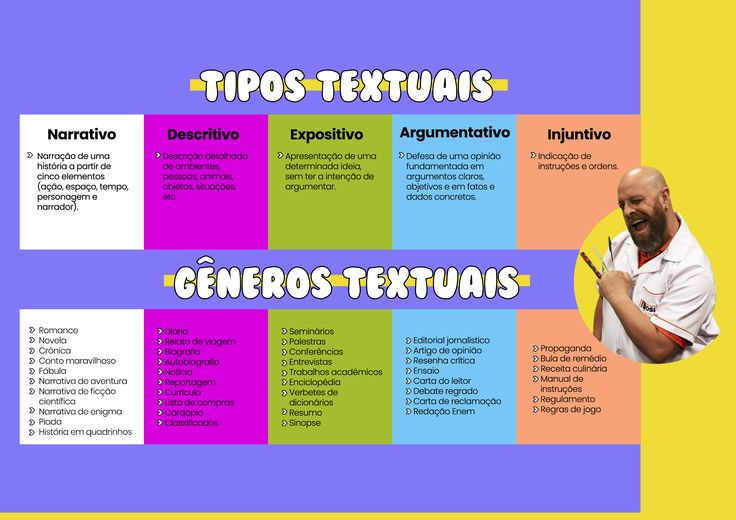 TIPOS TEXTUAIS
Narrativo
Narração de uma
história a partir de
cinco elementos
(ação, espaço, tempo,
personagem e
narrador).
Descritivo
Descrição detalhada
de ambientes,
pessoas, animais,
objetos, situações,
etc.
Expositivo
Apresentação de uma
determinada ideia,
sem ter a intenção de
argumentar.
Argumentativo
Defesa de uma opinião
fundamentada em
argumentos claros,
objetivos e em fatos e
dados concretos.
Injuntivo
Indicação de
instruções e ordens.
GÊNEROS TEXTUAIS
Romance
Novela
Crônica
Conto maravilhoso
Fábula
Narrativa de aventura
Narrativa de ficção
científica
Narrativa de enigma
Piada
História em quadrinhos
Diário
Relato de viagem
Biografia
Autobiografia
Notícia
Reportagem
Currículo
Lista de compras
Cardápio
Classificados
Seminários
Palestras
Conferências
Entrevistas
Trabalhos acadêmicos
Enciclopédia
Verbetes de
dicionários
Resumo
Sinopse
Editorial jornalístico
Artigo de opinião
Resenha crítica
Ensaio
Carta do leitor
Debate regrado
Carta de reclamação
Redação Enem
Propaganda
Bula de remédio
Receita culinária
Manual de
instruções
Regulamento
Regras de jogo